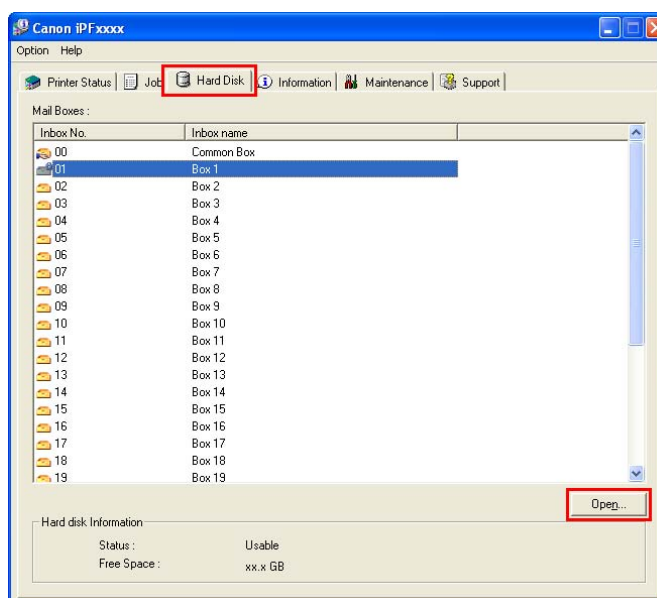 Canon iPFxxxx
Option Help
Printer Status Job Hard Disk Information Maintenance Support
Mail Boxes :
Inbox No. Inbox name
00 Common Box
01 Box 1
02 Box 2
03 Box 3
04 Box 4
05 Box 5
06 Box 6
07 Box 7
08 Box 8
09 Box 9
10 Box 10
11 Box 11
12 Box 12
13 Box 13
14 Box 14
15 Box 15
16 Box 16
17 Box 17
18 Box 18
19 Box 19
Open...
Hard disk Information
Status : Usable
Free Space : xx.x GB